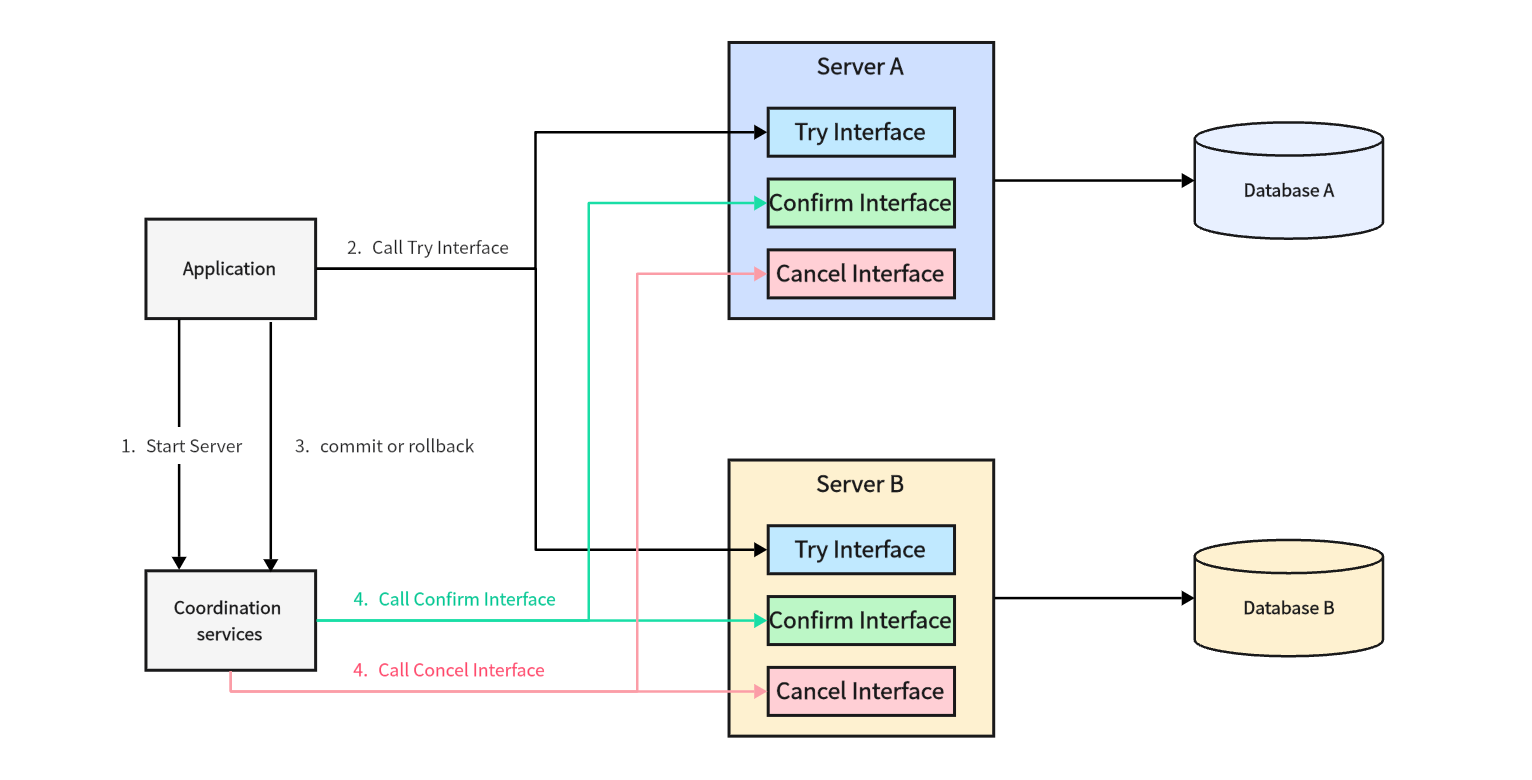 Server A
Try Interface
Confirm Interface
Cancel Interface
Database A
Application
2. Call Try Interface
1. Start Server
3. commit or rollback
Server B
Try Interface
Confirm Interface
Cancel Interface
Database B
Coordination
services
4. Call Confirm Interface
4. Call Concel Interface